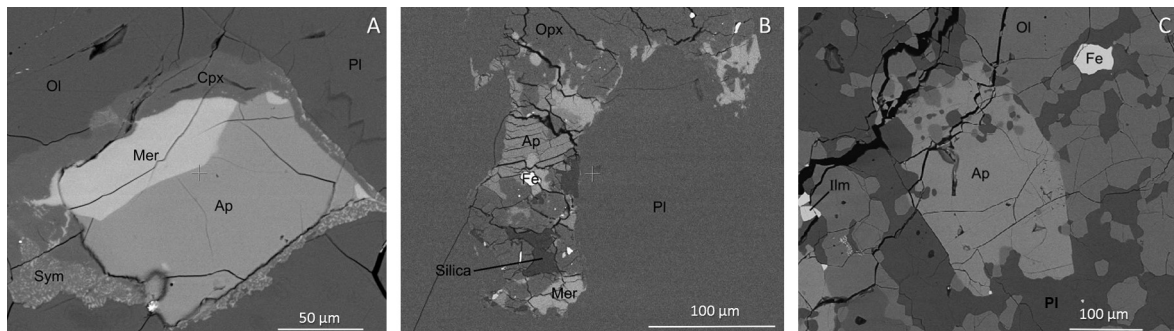 A
Ol
Pl
Cpx
Mer
Ap
Sym
50 µm
B
Opx
Ap
Fe
Pl
Silica
Mer
100 µm
C
Ol
Fe
Ap
Ilm
Pl
100 µm